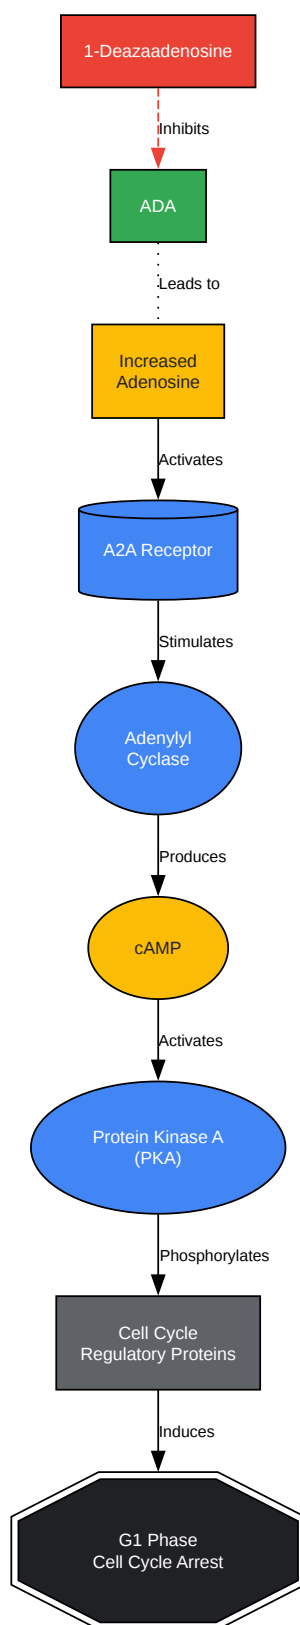 1-Deazaadenosine
Inhibits
ADA
Leads to
Increased
Adenosine
Activates
A2A Receptor
Stimulates
Adenylyl
Cyclase
Produces
cAMP
Activates
Protein Kinase A
(PKA)
Phosphorylates
Cell Cycle
Regulatory Proteins
Induces
G1 Phase
Cell Cycle Arrest